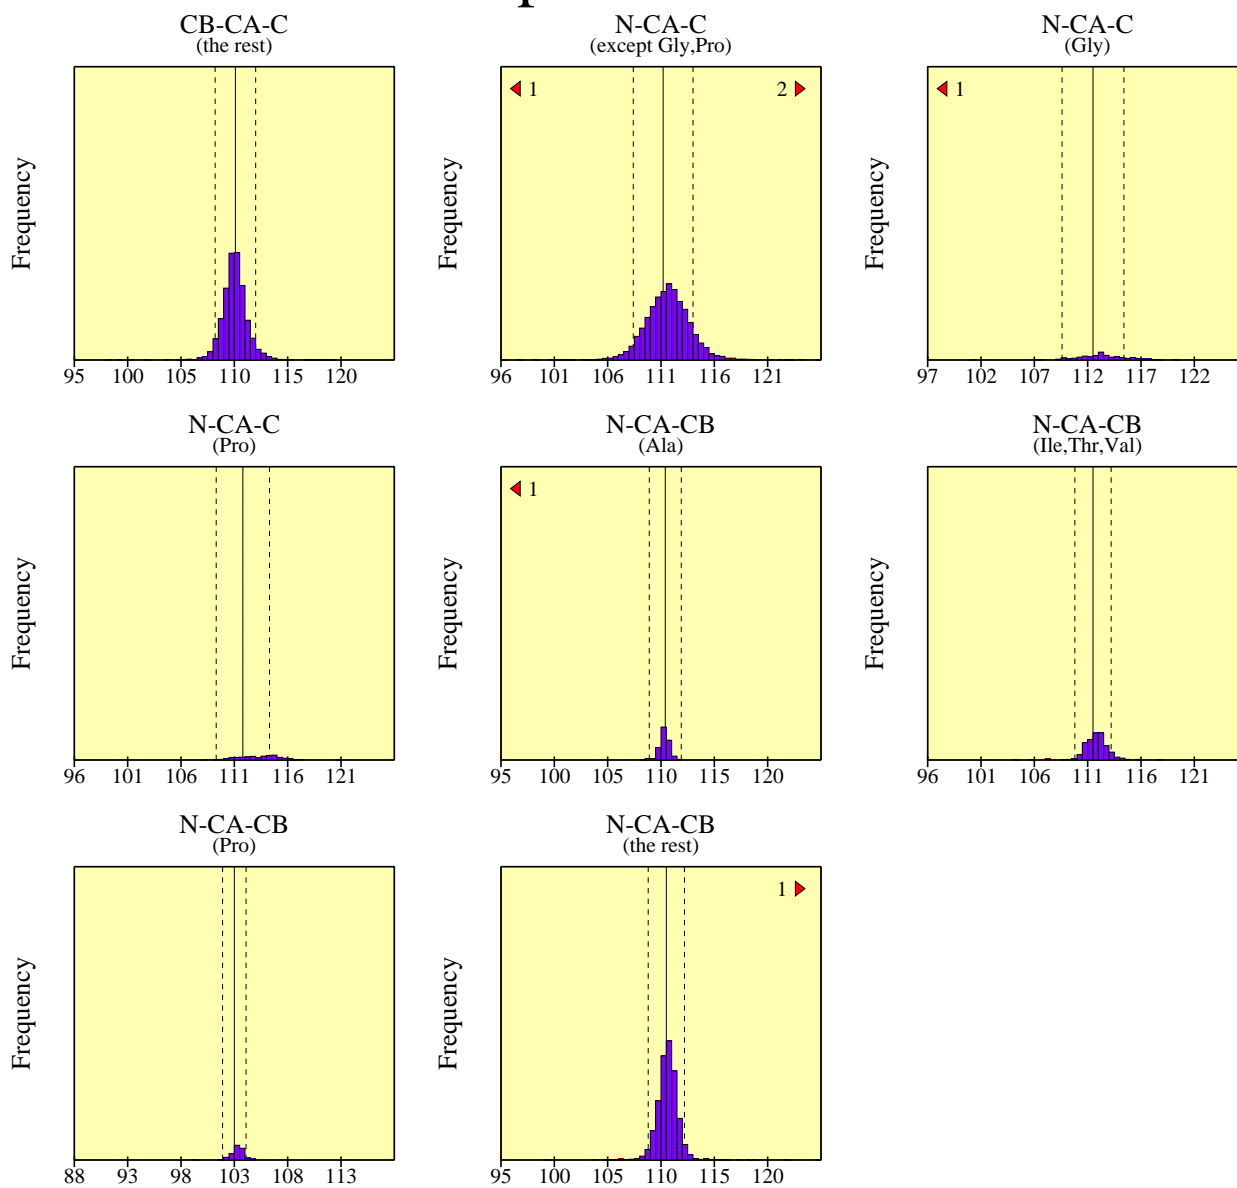 CB-CA-C
(the rest)
Frequency
95 100 105 110 115 120
N-CA-C
(except Gly,Pro)
1 2
Frequency
96 101 106 111 116 121
N-CA-C
(Gly)
1
Frequency
97 102 107 112 117 122
N-CA-C
(Pro)
Frequency
96 101 106 111 116 121
N-CA-CB
(Ala)
1
Frequency
95 100 105 110 115 120
N-CA-CB
(Ile,Thr,Val)
Frequency
96 101 106 111 116 121
N-CA-CB
(Pro)
Frequency
88 93 98 103 108 113
N-CA-CB
(the rest)
1
Frequency
95 100 105 110 115 120